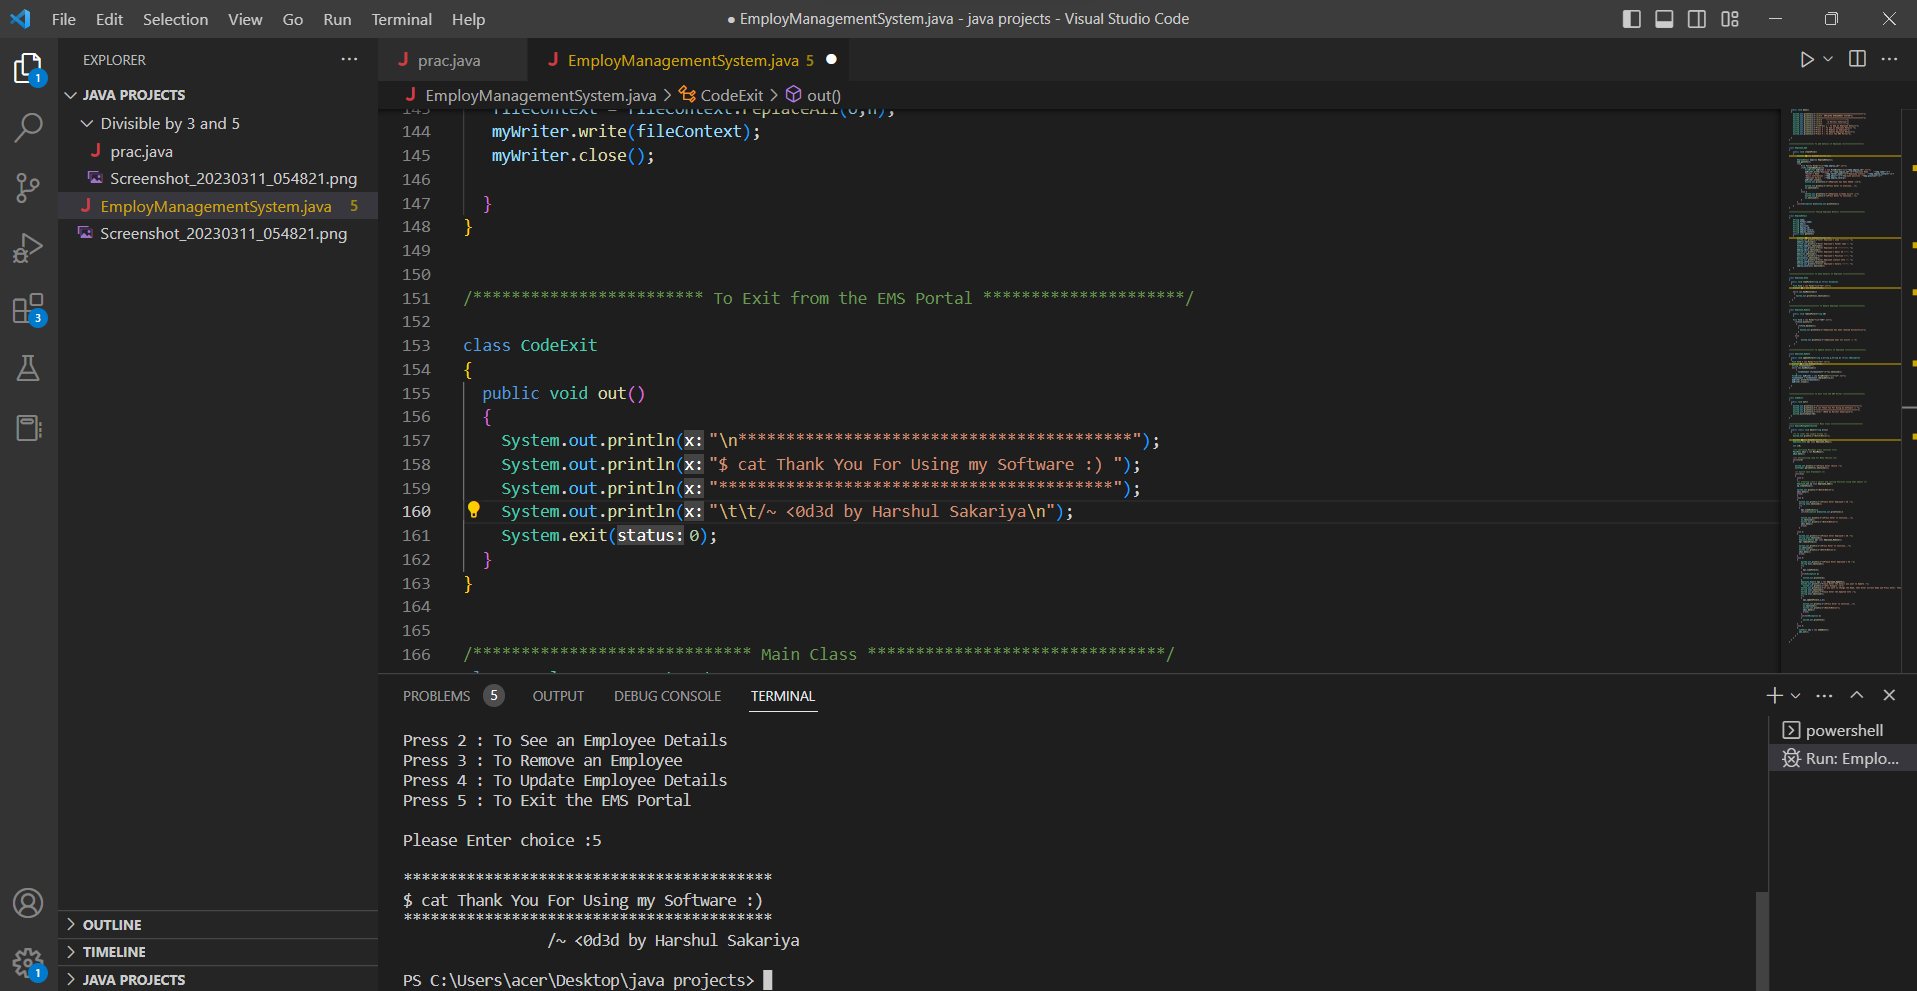 File Edit Selection View Go Run Terminal Help
● EmployManagementSystem.java - java projects - Visual Studio Code
EXPLORER
JAVA PROJECTS
Divisible by 3 and 5
J prac.java
Screenshot_20230311_054821.png
J EmployManagementSystem.java 5
Screenshot_20230311_054821.png
OUTLINE
TIMELINE
JAVA PROJECTS
1
3
1
J prac.java
J EmployManagementSystem.java 5 ●
J EmployManagementSystem.java > CodeExit > out()
144 myWriter.write(fileContext);
145 myWriter.close();
146
147 }
148 }
149
150
151 /************************ To Exit from the EMS Portal *********************/
152
153 class CodeExit
154 {
155 public void out()
156 {
157 System.out.println(x: "\n*****************************************");
158 System.out.println(x: "$ cat Thank You For Using my Software :) ");
159 System.out.println(x: "*****************************************");
160 System.out.println(x: "\t\t/~ <0d3d by Harshul Sakariya\n");
161 System.exit(status: 0);
162 }
163 }
164
165
166 /***************************** Main Class *******************************/
PROBLEMS 5 OUTPUT DEBUG CONSOLE TERMINAL
Press 2 : To See an Employee Details
Press 3 : To Remove an Employee
Press 4 : To Update Employee Details
Press 5 : To Exit the EMS Portal
Please Enter choice :5
*****************************************
$ cat Thank You For Using my Software :)
*****************************************
/~ <0d3d by Harshul Sakariya
PS C:\Users\acer\Desktop\java projects>
powershell
Run: Emplo...